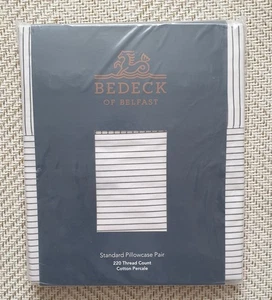 BEDECK
OF BELFAST
Standard Pillowcase Pair
220 Thread Count
Cotton Percale